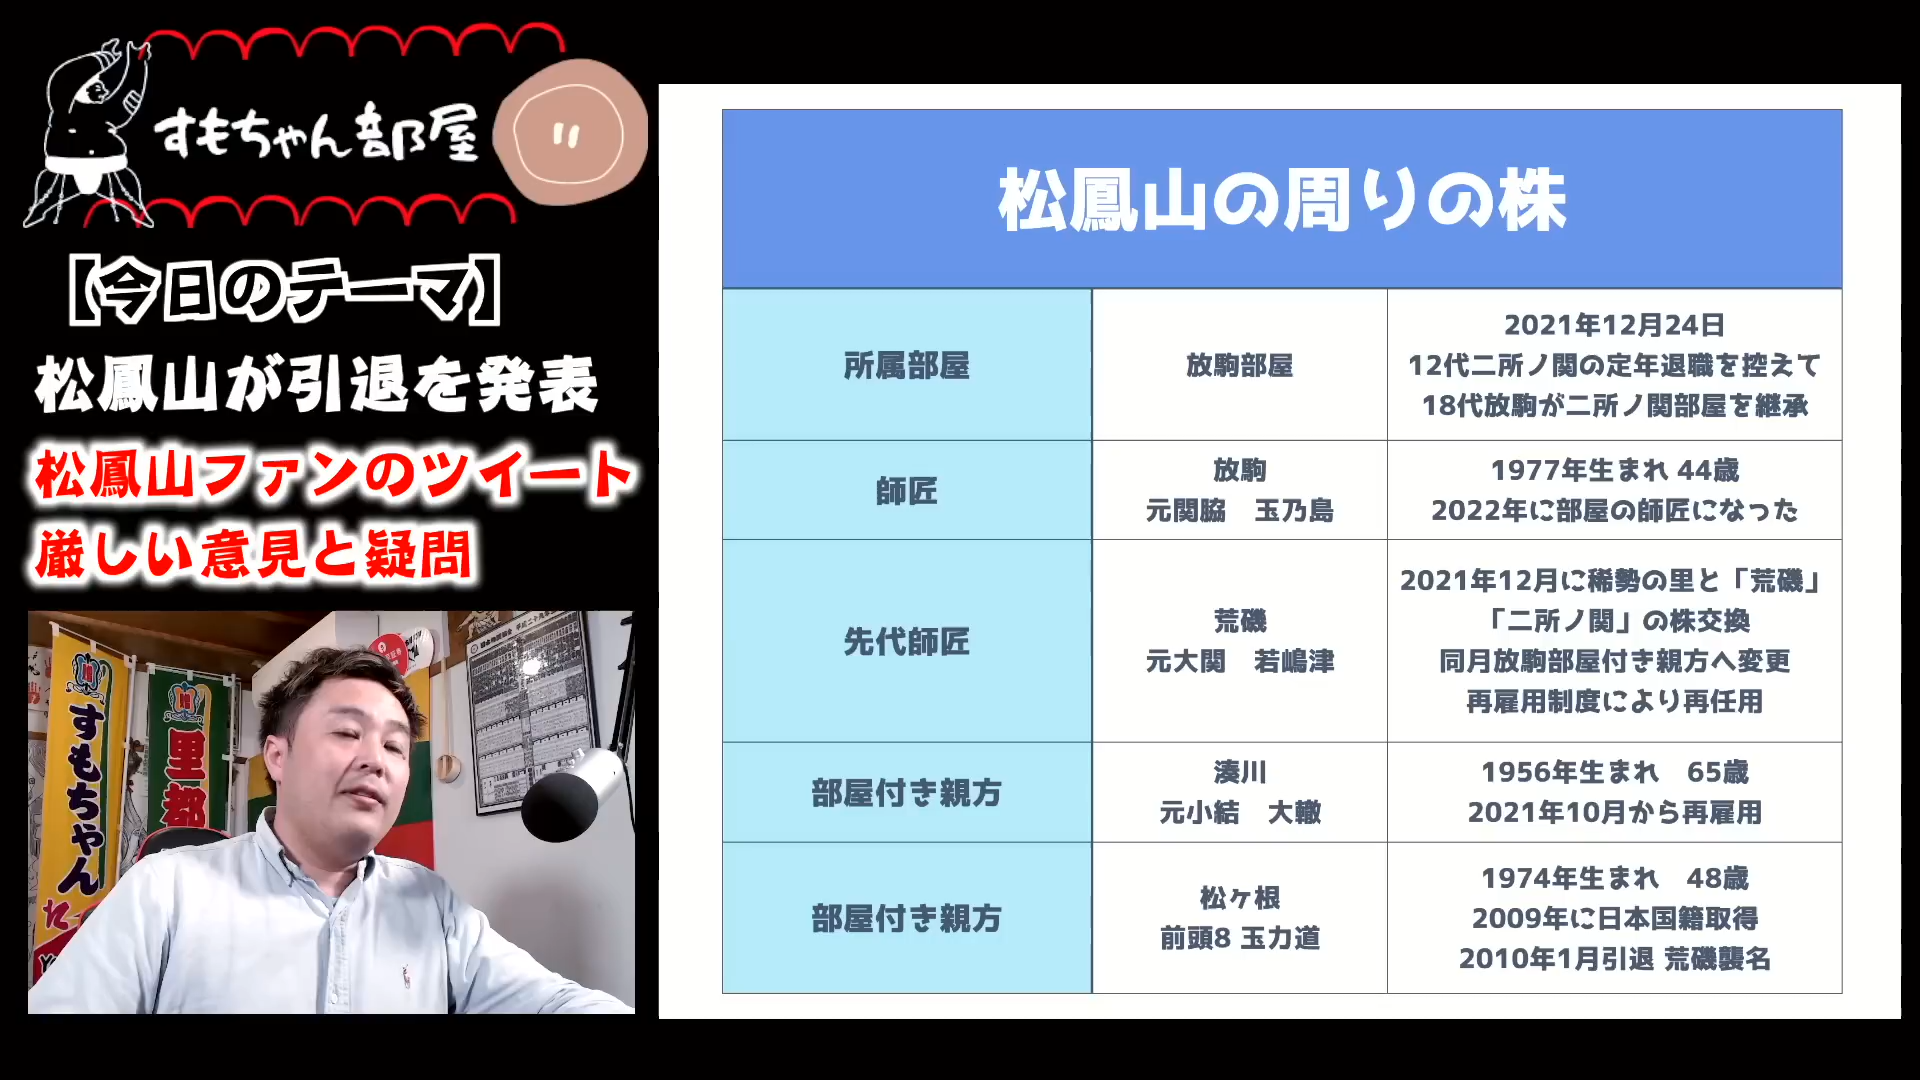 すもちゃん部屋
【今日のテーマ】
松鳳山が引退を発表
松鳳山ファンのツイート
厳しい意見と疑問
すもちゃん
里都
松鳳山の周りの株
所属部屋
放駒部屋
2021年12月24日
12代二所ノ関の定年退職を控えて
18代放駒が二所ノ関部屋を継承
師匠
放駒
元関脇　玉乃島
1977年生まれ 44歳
2022年に部屋の師匠になった
先代師匠
荒磯
元大関　若嶋津
2021年12月に稀勢の里と「荒磯」
「二所ノ関」の株交換
同月放駒部屋付き親方へ変更
再雇用制度により再任用
部屋付き親方
湊川
元小結　大轍
1956年生まれ　65歳
2021年10月から再雇用
部屋付き親方
松ヶ根
前頭8 玉力道
1974年生まれ　48歳
2009年に日本国籍取得
2010年1月引退 荒磯襲名